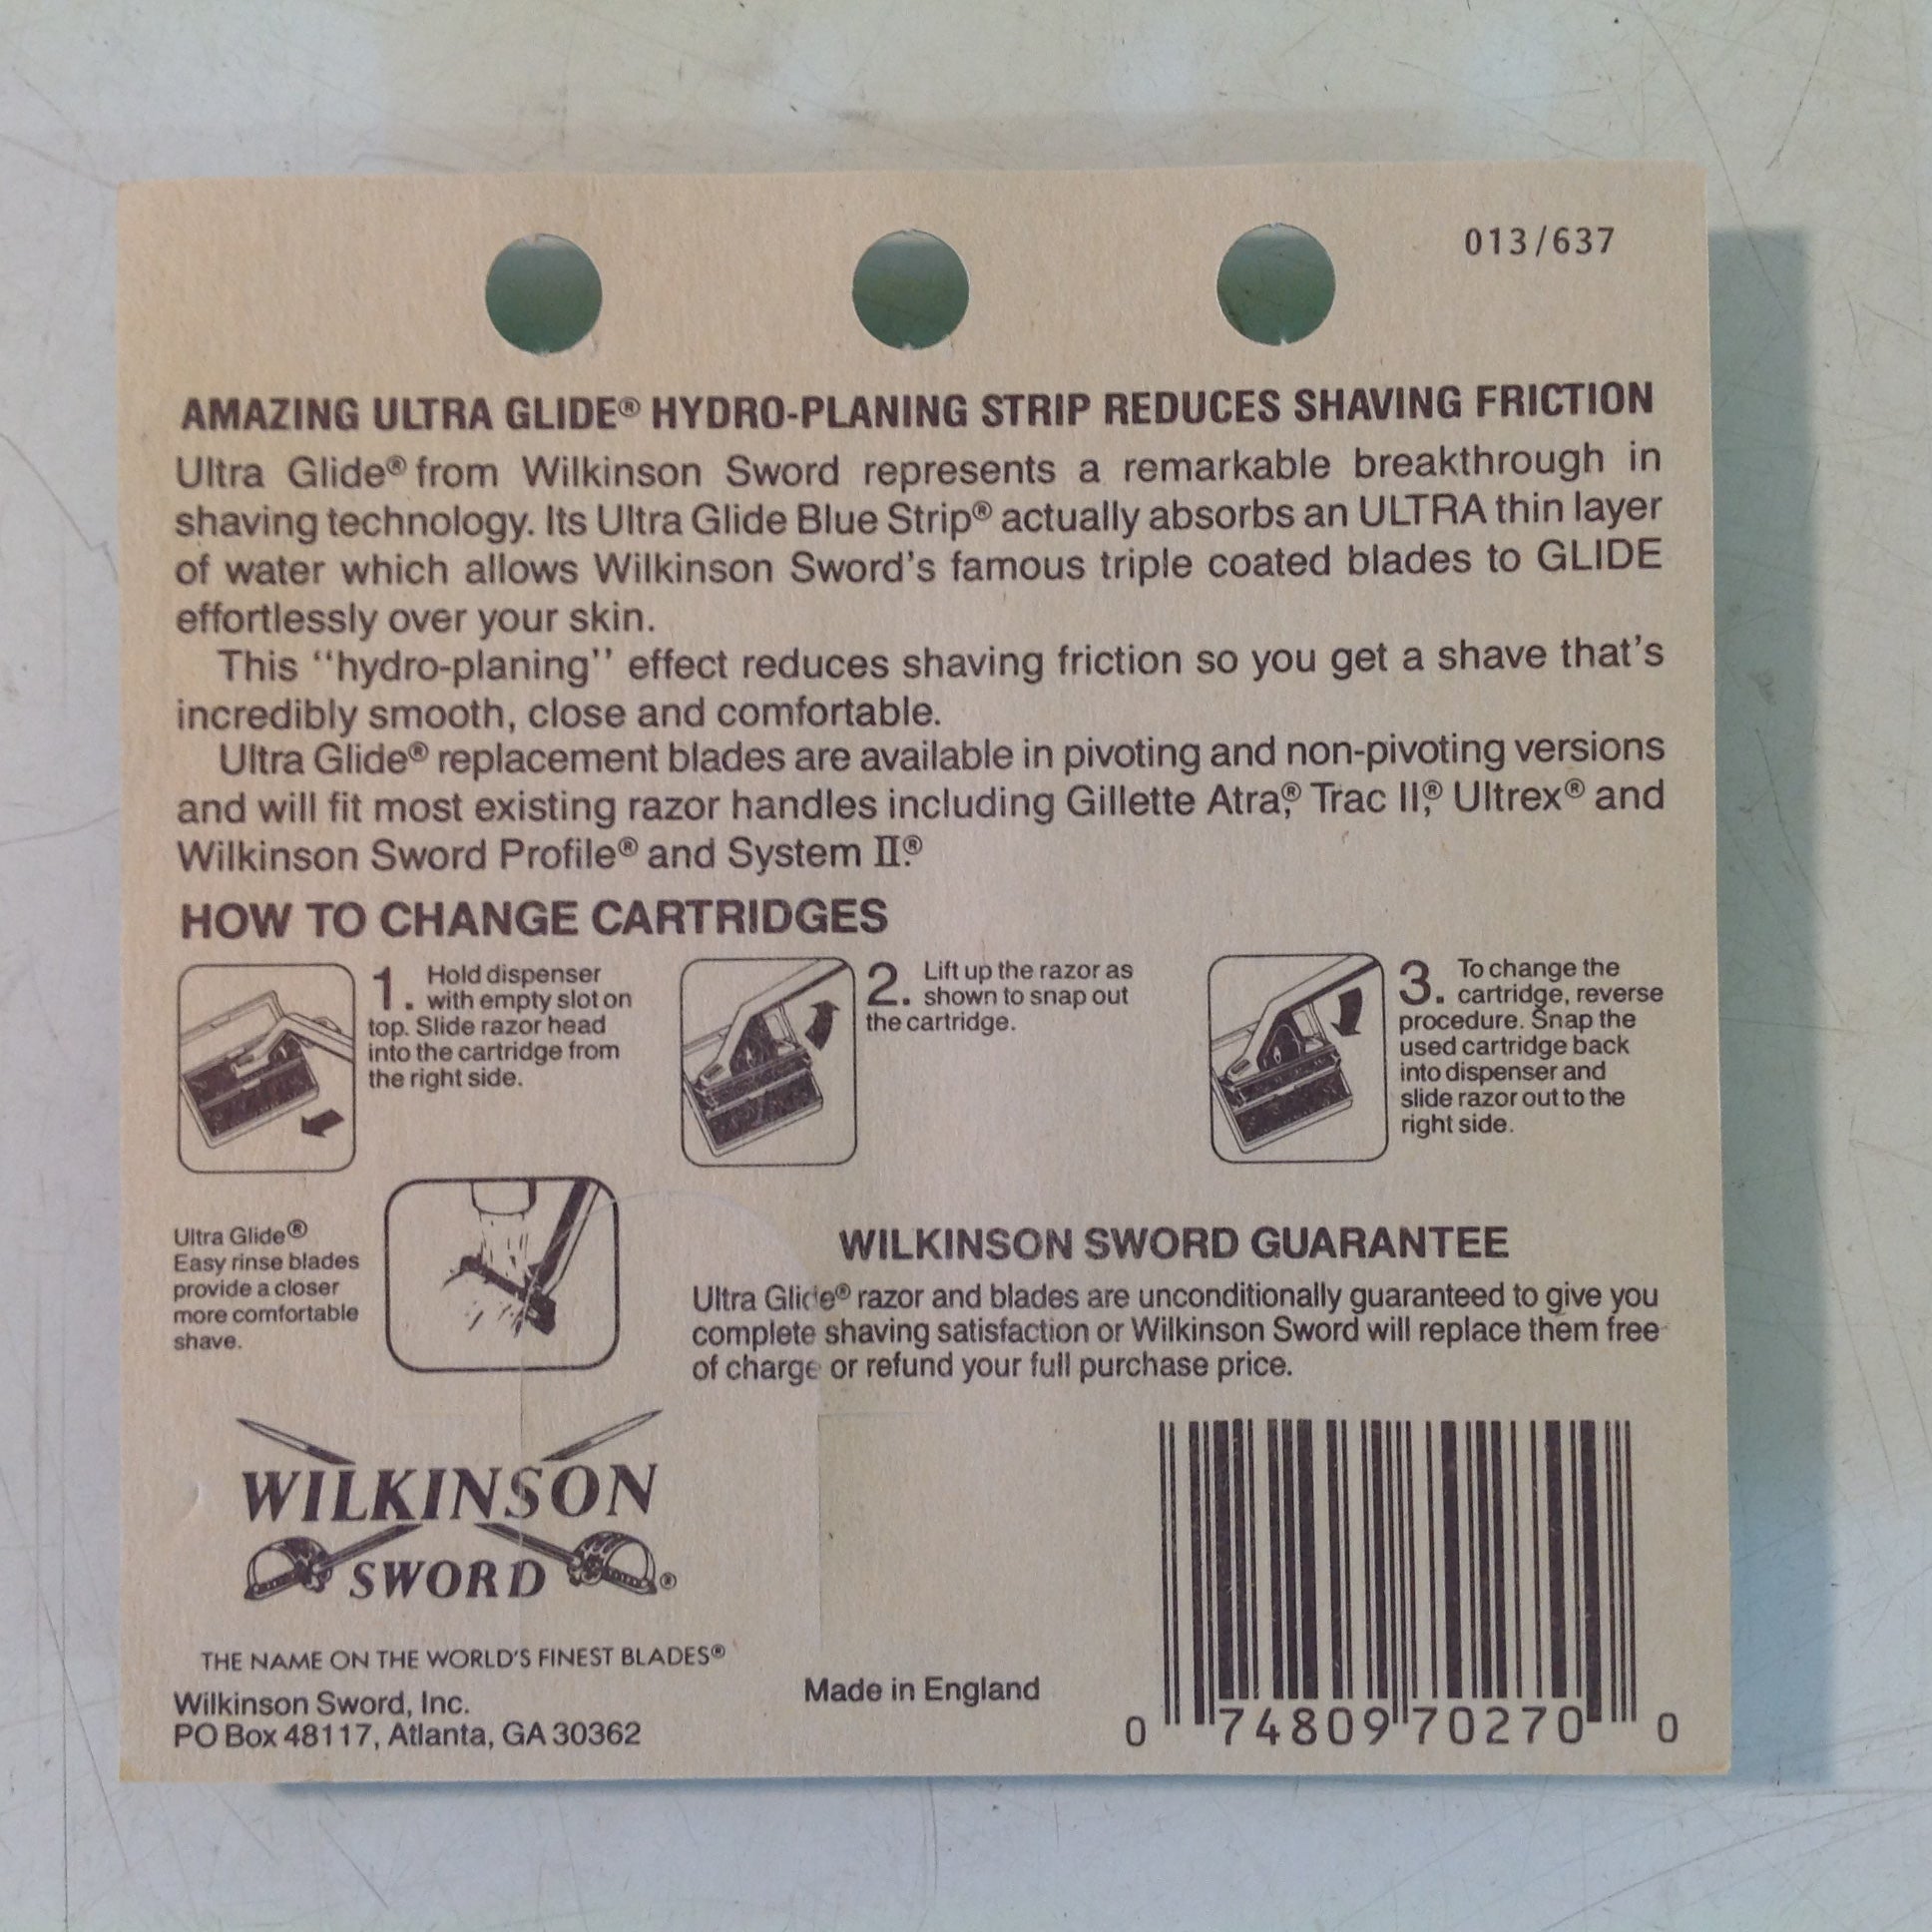 013/637
AMAZING ULTRA GLIDE® HYDRO-PLANING STRIP REDUCES SHAVING FRICTION
Ultra Glide® from Wilkinson Sword represents a remarkable breakthrough in
shaving technology. Its Ultra Glide Blue Strip® actually absorbs an ULTRA thin layer
of water which allows Wilkinson Sword's famous triple coated blades to GLIDE
effortlessly over your skin.
This "hydro-planing" effect reduces shaving friction so you get a shave that's
incredibly smooth, close and comfortable.
Ultra Glide® replacement blades are available in pivoting and non-pivoting versions
and will fit most existing razor handles including Gillette Atra,® Trac II,® Ultrex® and
Wilkinson Sword Profile® and System II.®
HOW TO CHANGE CARTRIDGES
1. Hold dispenser
with empty slot on
top. Slide razor head
into the cartridge from
the right side.
2. Lift up the razor as
shown to snap out
the cartridge.
3. To change the
cartridge, reverse
procedure. Snap the
used cartridge back
into dispenser and
slide razor out to the
right side.
Ultra Glide®
Easy rinse blades
provide a closer
more comfortable
shave.
WILKINSON SWORD GUARANTEE
Ultra Glide® razor and blades are unconditionally guaranteed to give you
complete shaving satisfaction or Wilkinson Sword will replace them free
of charge or refund your full purchase price.
WILKINSON
SWORD®
THE NAME ON THE WORLD'S FINEST BLADES®
Wilkinson Sword, Inc.
PO Box 48117, Atlanta, GA 30362
Made in England
0 74809 70270 0